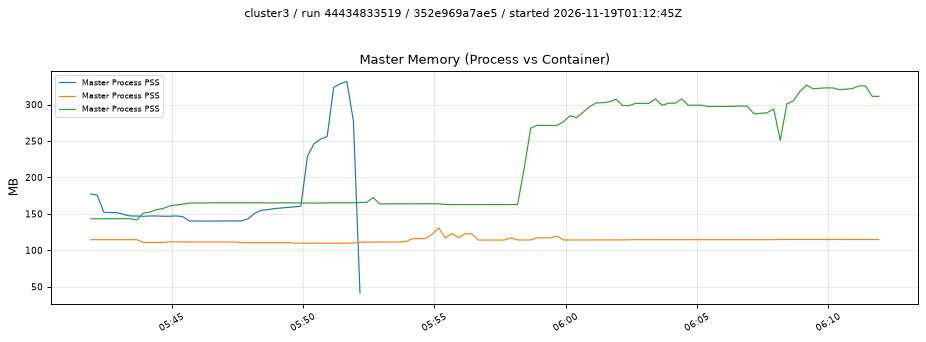 cluster3 / run 44434833519 / 352e969a7ae5 / started 2026-11-19T01:12:45Z
Master Memory (Process vs Container)
Master Process PSS
Master Process PSS
Master Process PSS
MB
300
250
200
150
100
50
05:45
05:50
05:55
06:00
06:05
06:10